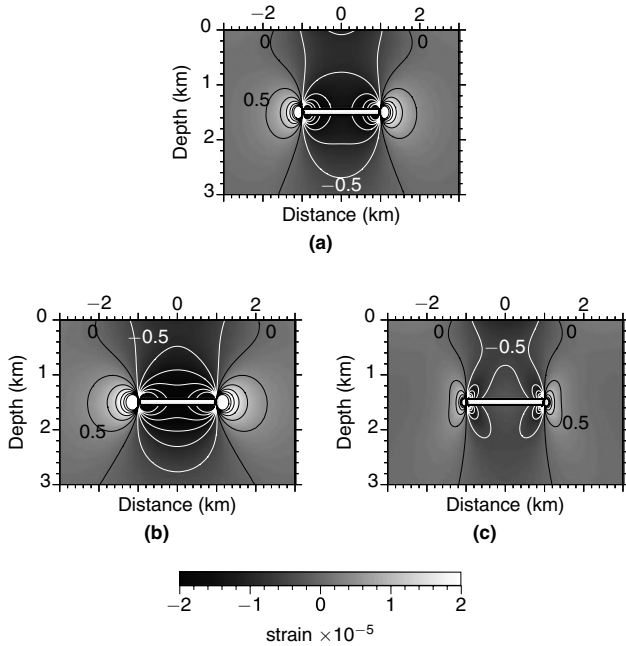 −2 0 2
0 0 0
1
2
3
Depth (km)
0.5
−0.5
Distance (km)
(a)
−2 0 2
0 0 0
1
2
3
Depth (km)
−0.5
0.5
Distance (km)
(b)
−2 0 2
0 0 0
1
2
3
Depth (km)
−0.5
0.5
Distance (km)
(c)
−2 −1 0 1 2
strain ×10⁻⁵